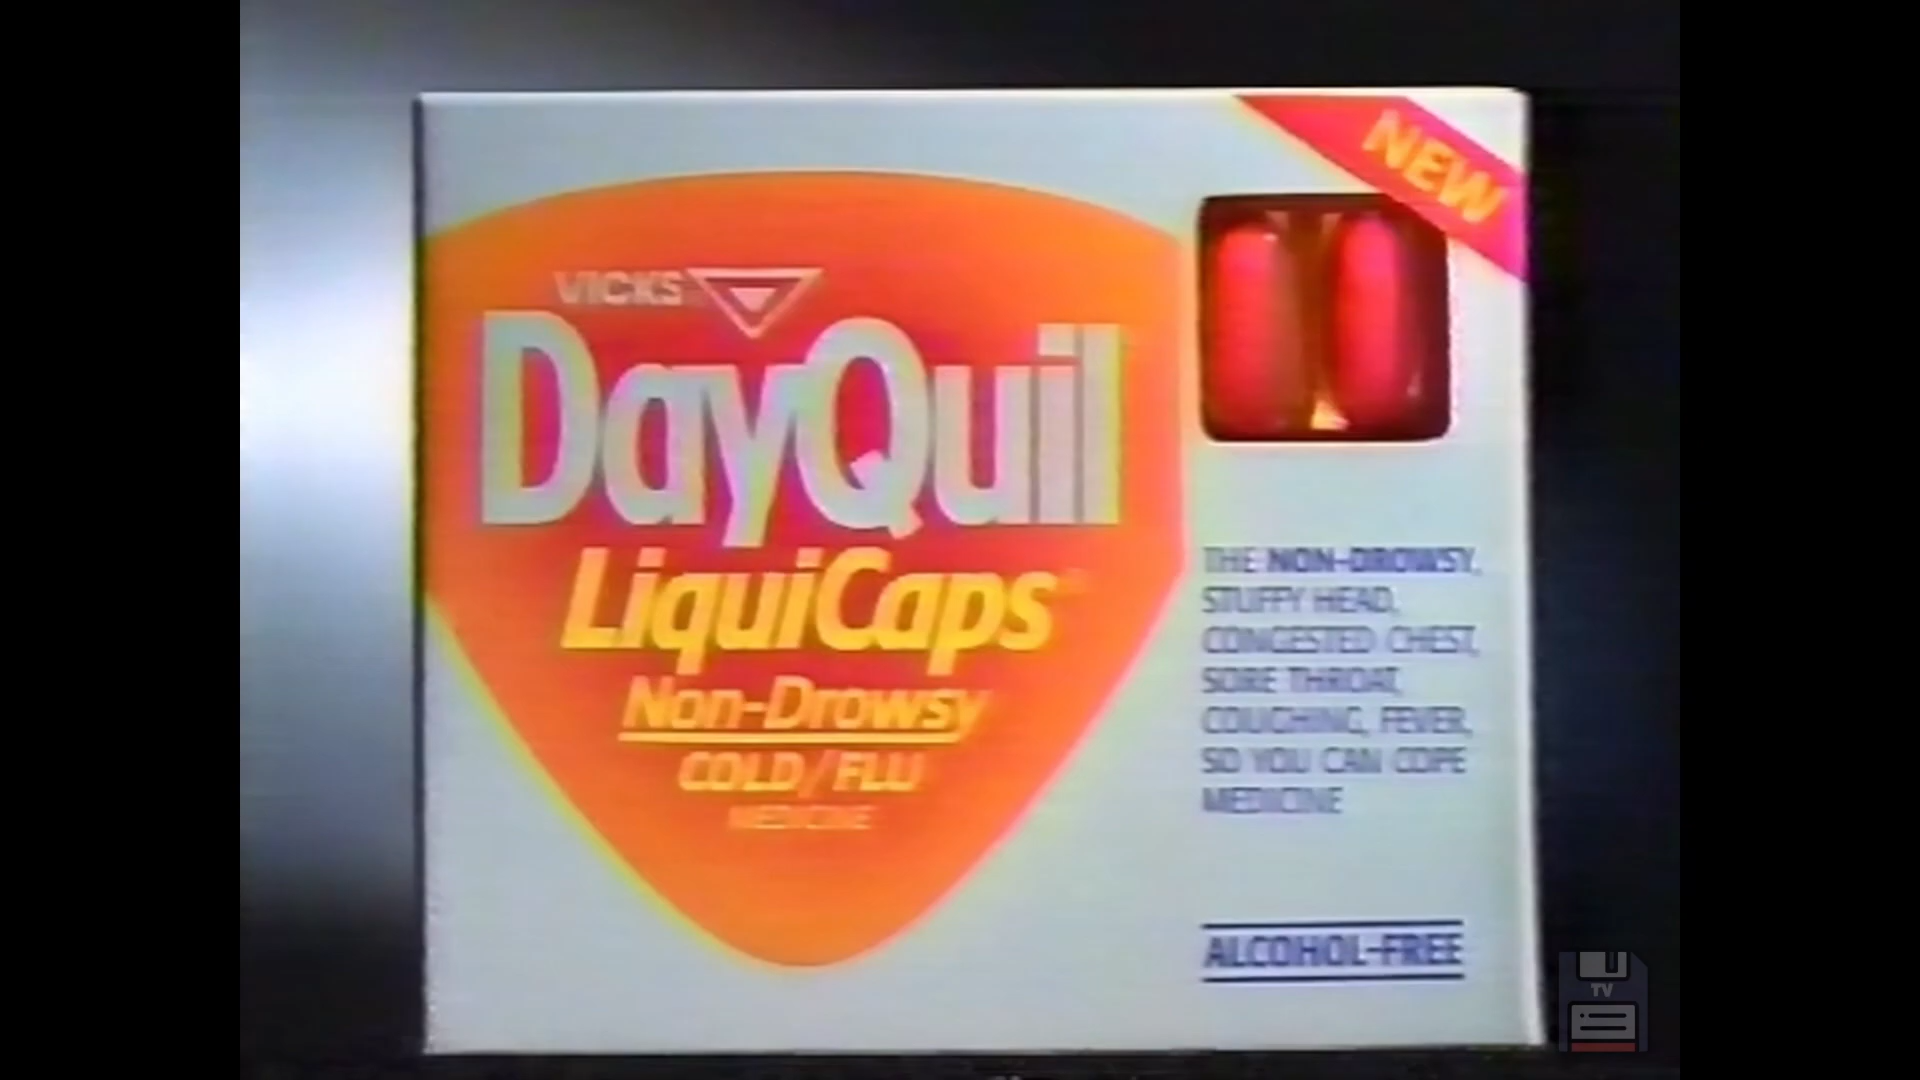 NEW
VICKS
DayQuil
LiquiCaps
Non-Drowsy
COLD/FLU
MEDICINE
THE NON-DROWSY,
STUFFY HEAD,
CONGESTED CHEST,
SORE THROAT,
COUGHING, FEVER,
SO YOU CAN COPE
MEDICINE
ALCOHOL-FREE
TV